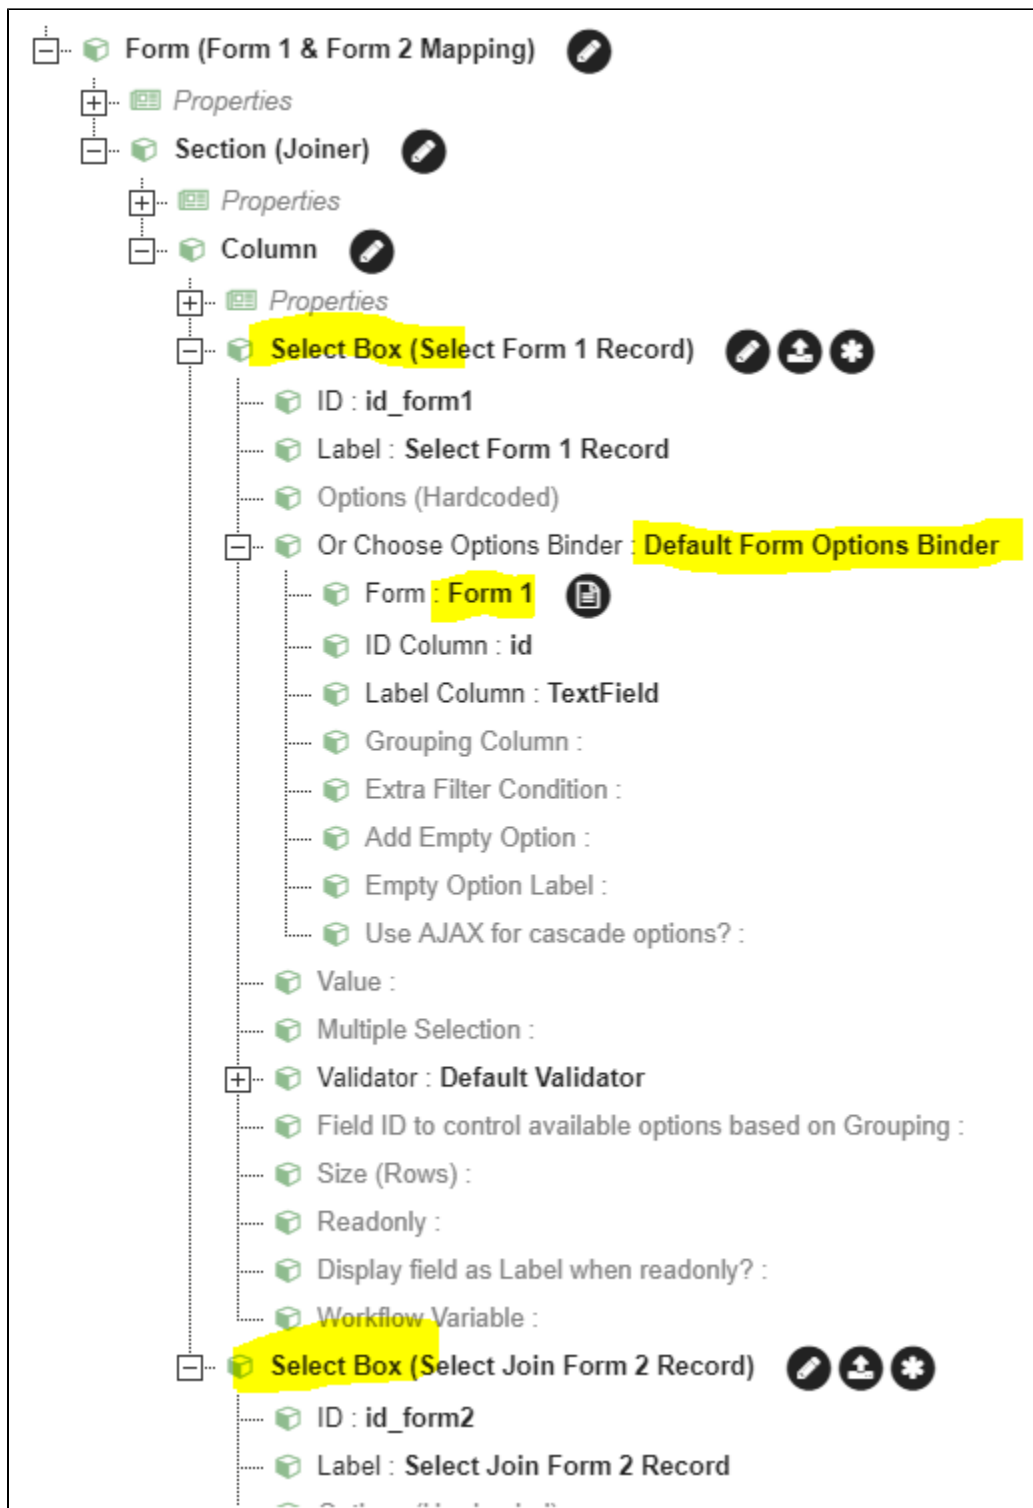 Form (Form 1 & Form 2 Mapping)
Properties
Section (Joiner)
Properties
Column
Properties
Select Box (Select Form 1 Record)
ID : id_form1
Label : Select Form 1 Record
Options (Hardcoded)
Or Choose Options Binder : Default Form Options Binder
Form : Form 1
ID Column : id
Label Column : TextField
Grouping Column :
Extra Filter Condition :
Add Empty Option :
Empty Option Label :
Use AJAX for cascade options? :
Value :
Multiple Selection :
Validator : Default Validator
Field ID to control available options based on Grouping :
Size (Rows) :
Readonly :
Display field as Label when readonly? :
Workflow Variable :
Select Box (Select Join Form 2 Record)
ID : id_form2
Label : Select Join Form 2 Record